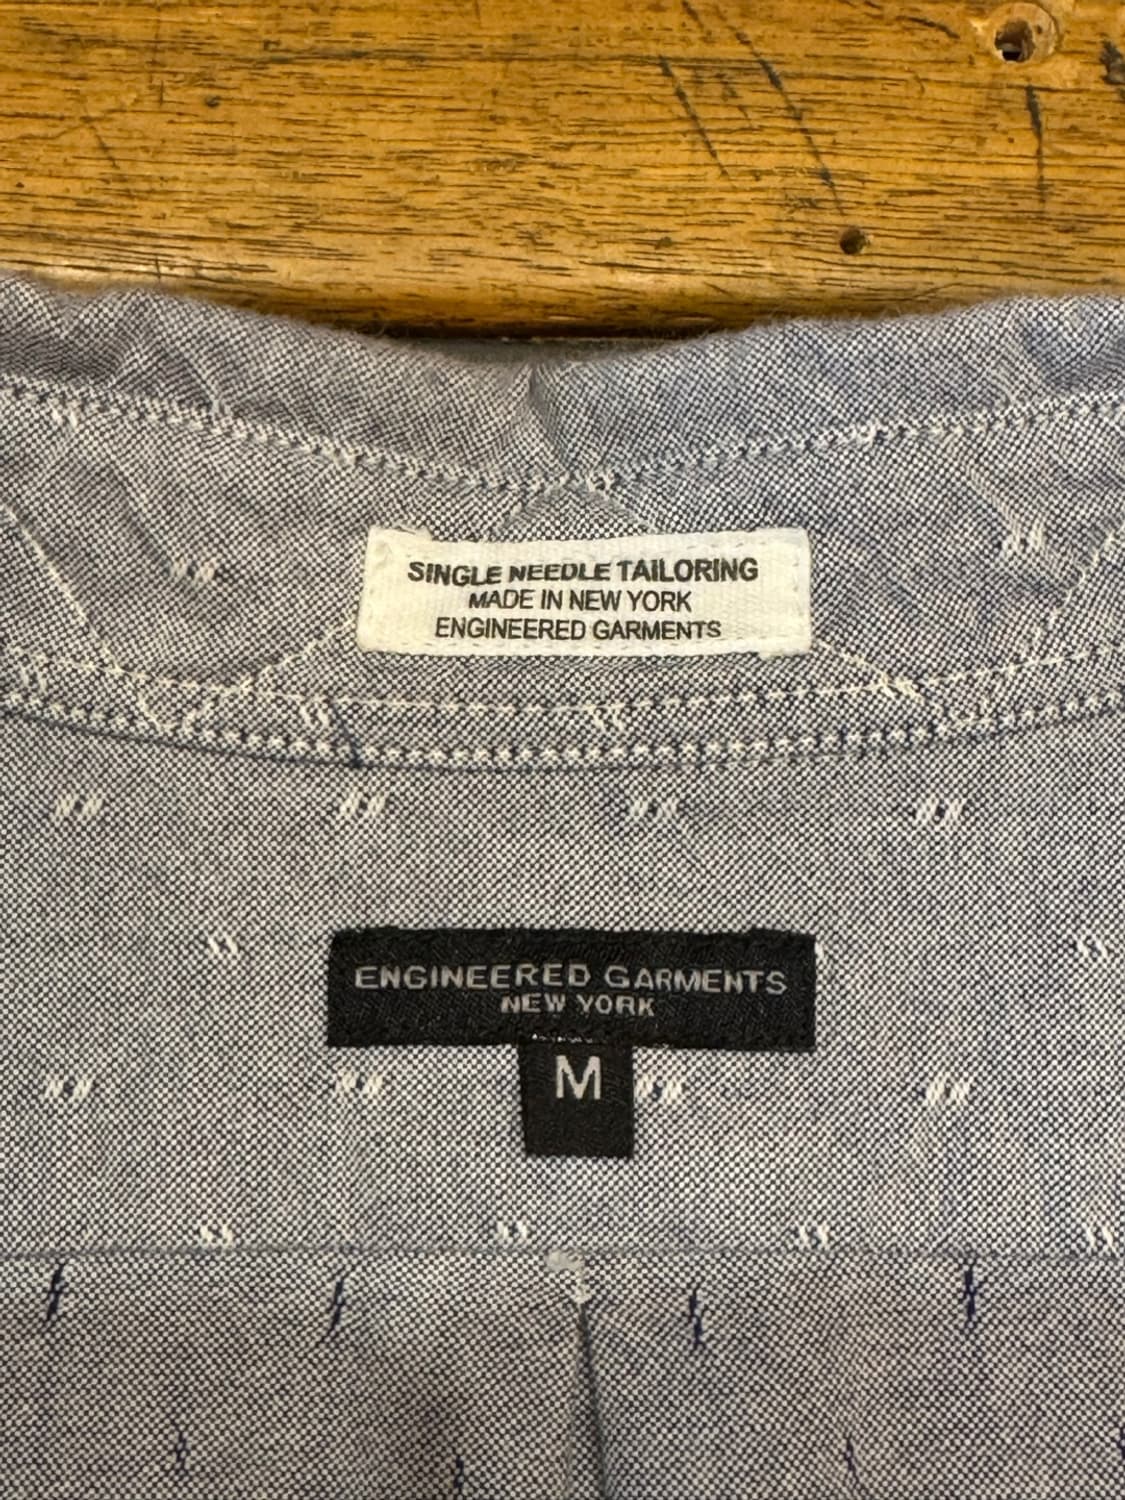 SINGLE NEEDLE TAILORING
MADE IN NEW YORK
ENGINEERED GARMENTS
ENGINEERED GARMENTS
NEW YORK
M